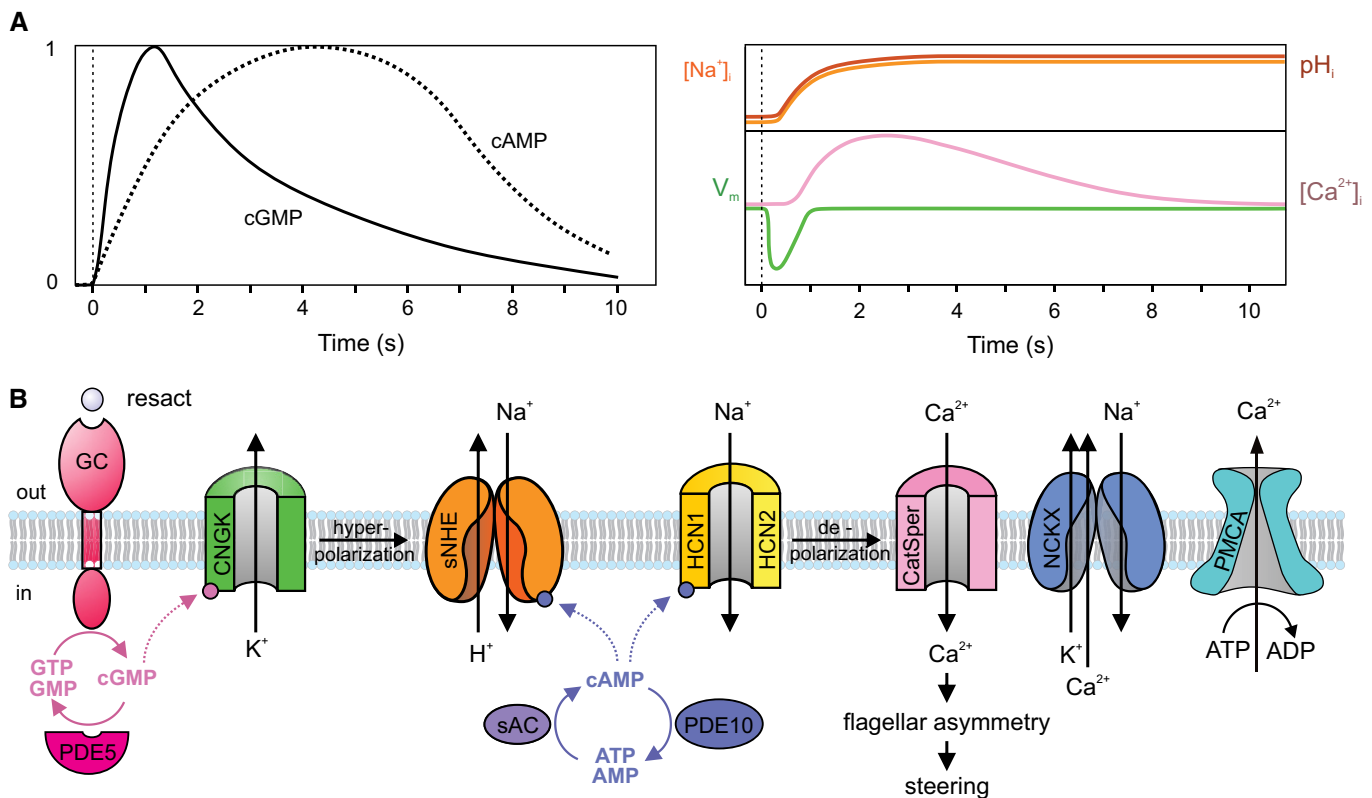 A
1
0
cGMP
cAMP
0 2 4 6 8 10
Time (s)
[Na⁺]ᵢ
pHᵢ
Vₘ
[Ca²⁺]ᵢ
0 2 4 6 8 10
Time (s)
B
resact
GC
out
in
GTP
GMP
cGMP
PDE5
CNGK
K⁺
hyper-
polarization
Na⁺
sNHE
H⁺
cAMP
sAC
PDE10
ATP
AMP
Na⁺
HCN1
HCN2
de -
polarization
Ca²⁺
CatSper
Ca²⁺
flagellar asymmetry
steering
Na⁺
NCKX
K⁺
Ca²⁺
Ca²⁺
PMCA
ATP
ADP